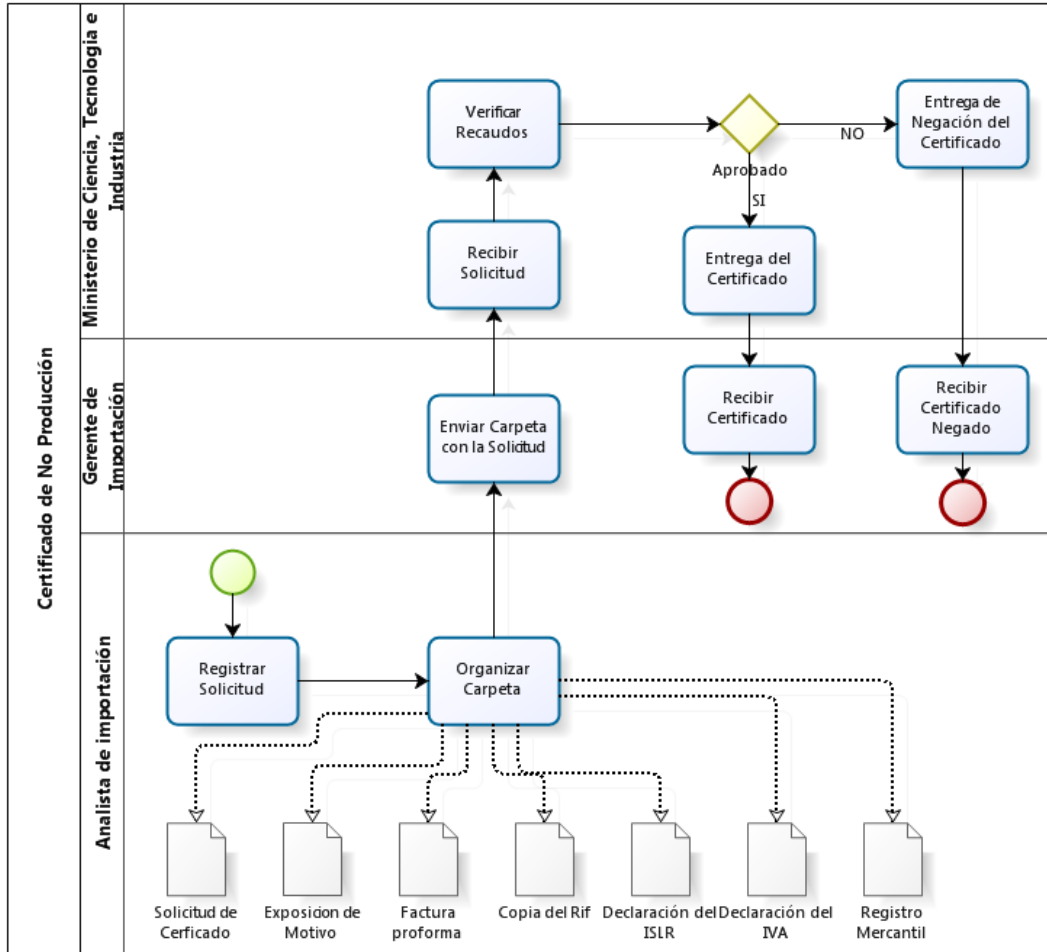 Certificado de No Producción
Ministerio de Ciencia, Tecnologia e
Industria
Verificar
Recaudos
Aprobado
NO
SI
Entrega de
Negación del
Certificado
Recibir
Solicitud
Entrega del
Certificado
Gerente de
Importación
Enviar Carpeta
con la Solicitud
Recibir
Certificado
Recibir
Certificado
Negado
Analista de importación
Registrar
Solicitud
Organizar
Carpeta
Solicitud de
Cerficado
Exposicion de
Motivo
Factura
proforma
Copia del Rif
Declaración del
ISLR
Declaración del
IVA
Registro
Mercantil